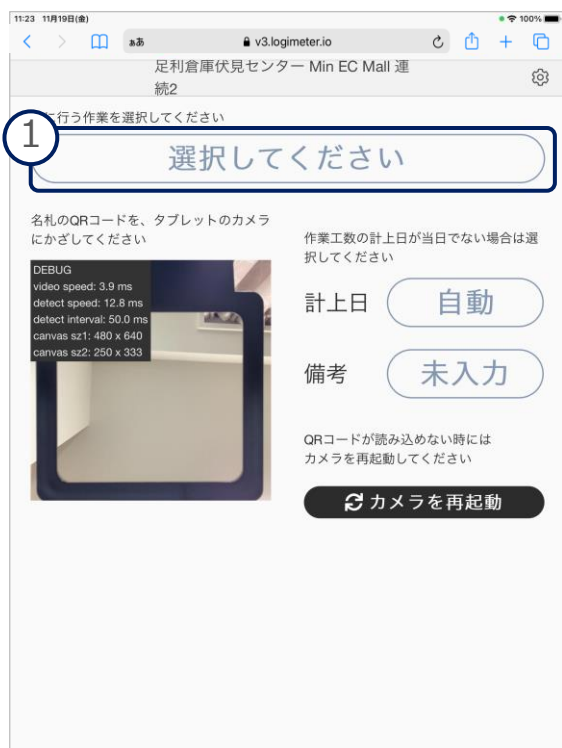 11:23 11月19日(金)
100%
ぁあ
v3.logimeter.io
足利倉庫伏見センター Min EC Mall 連
続2
に行う作業を選択してください
1
選択してください
名札のQRコードを、タブレットのカメラ
にかざしてください
DEBUG
video speed: 3.9 ms
detect speed: 12.8 ms
detect interval: 50.0 ms
canvas sz1: 480 x 640
canvas sz2: 250 x 333
作業工数の計上日が当日でない場合は選
択してください
計上日 自動
備考 未入力
QRコードが読み込めない時には
カメラを再起動してください
カメラを再起動